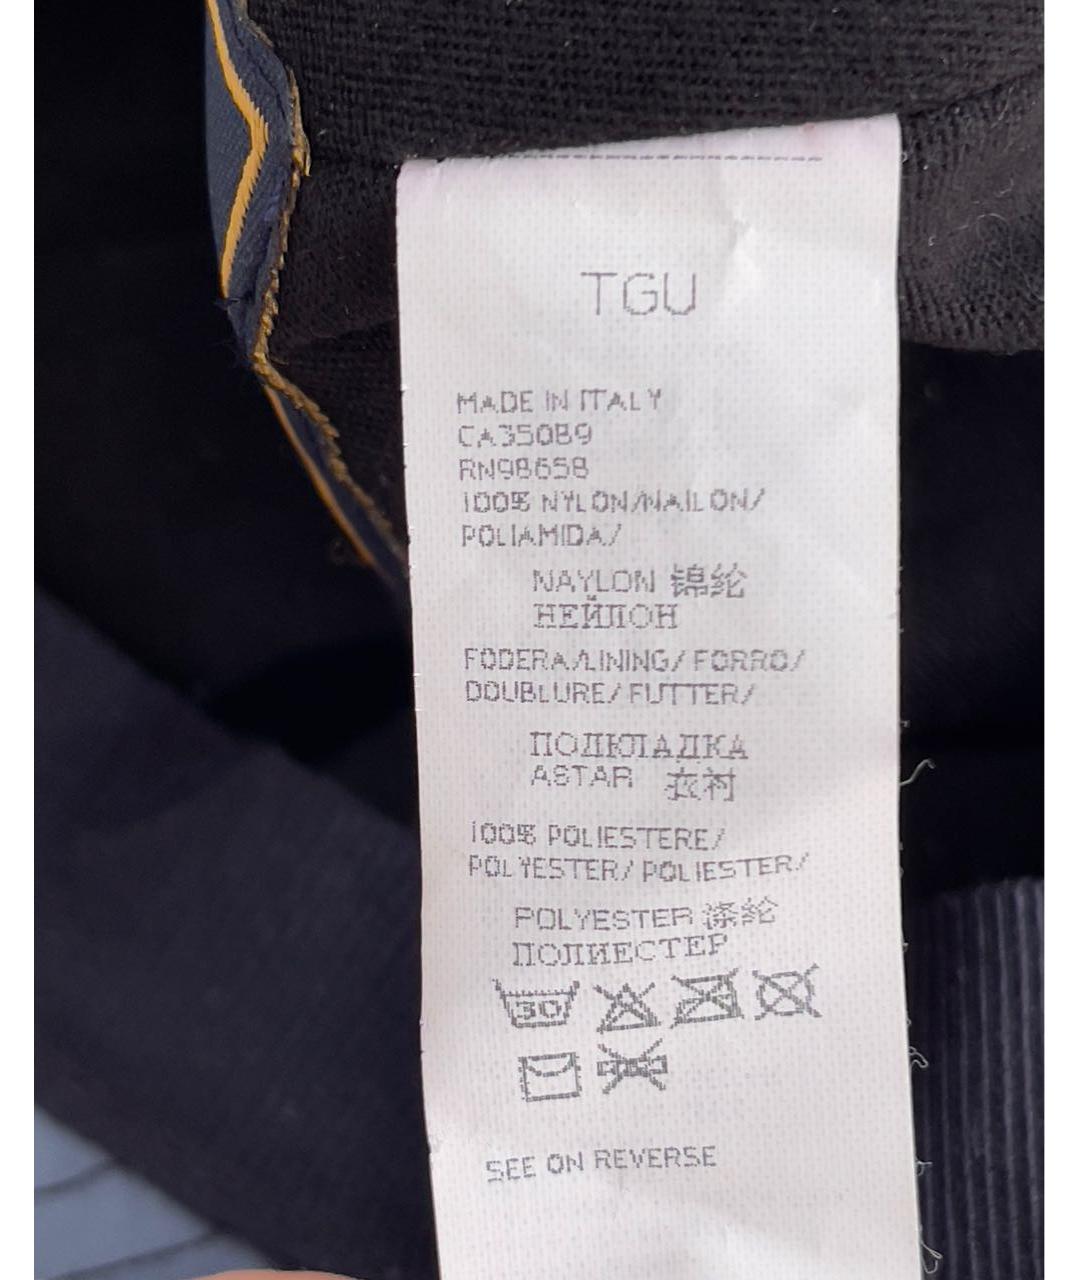 TGU
MADE IN ITALY
CA35089
RN98658
100% NYLON/NAILON/
POLIAMIDA/
NAYLON 锦纶
НЕЙЛОН
FODERA/LINING/ FORRO/
DOUBLURE/ FUTTER/
ПОДКЛАДКА
ASTAR 衣衬
100% POLIESTERE/
POLYESTER/ POLIESTER/
POLYESTER 涤纶
ПОЛИЕСТЕР
30
SEE ON REVERSE